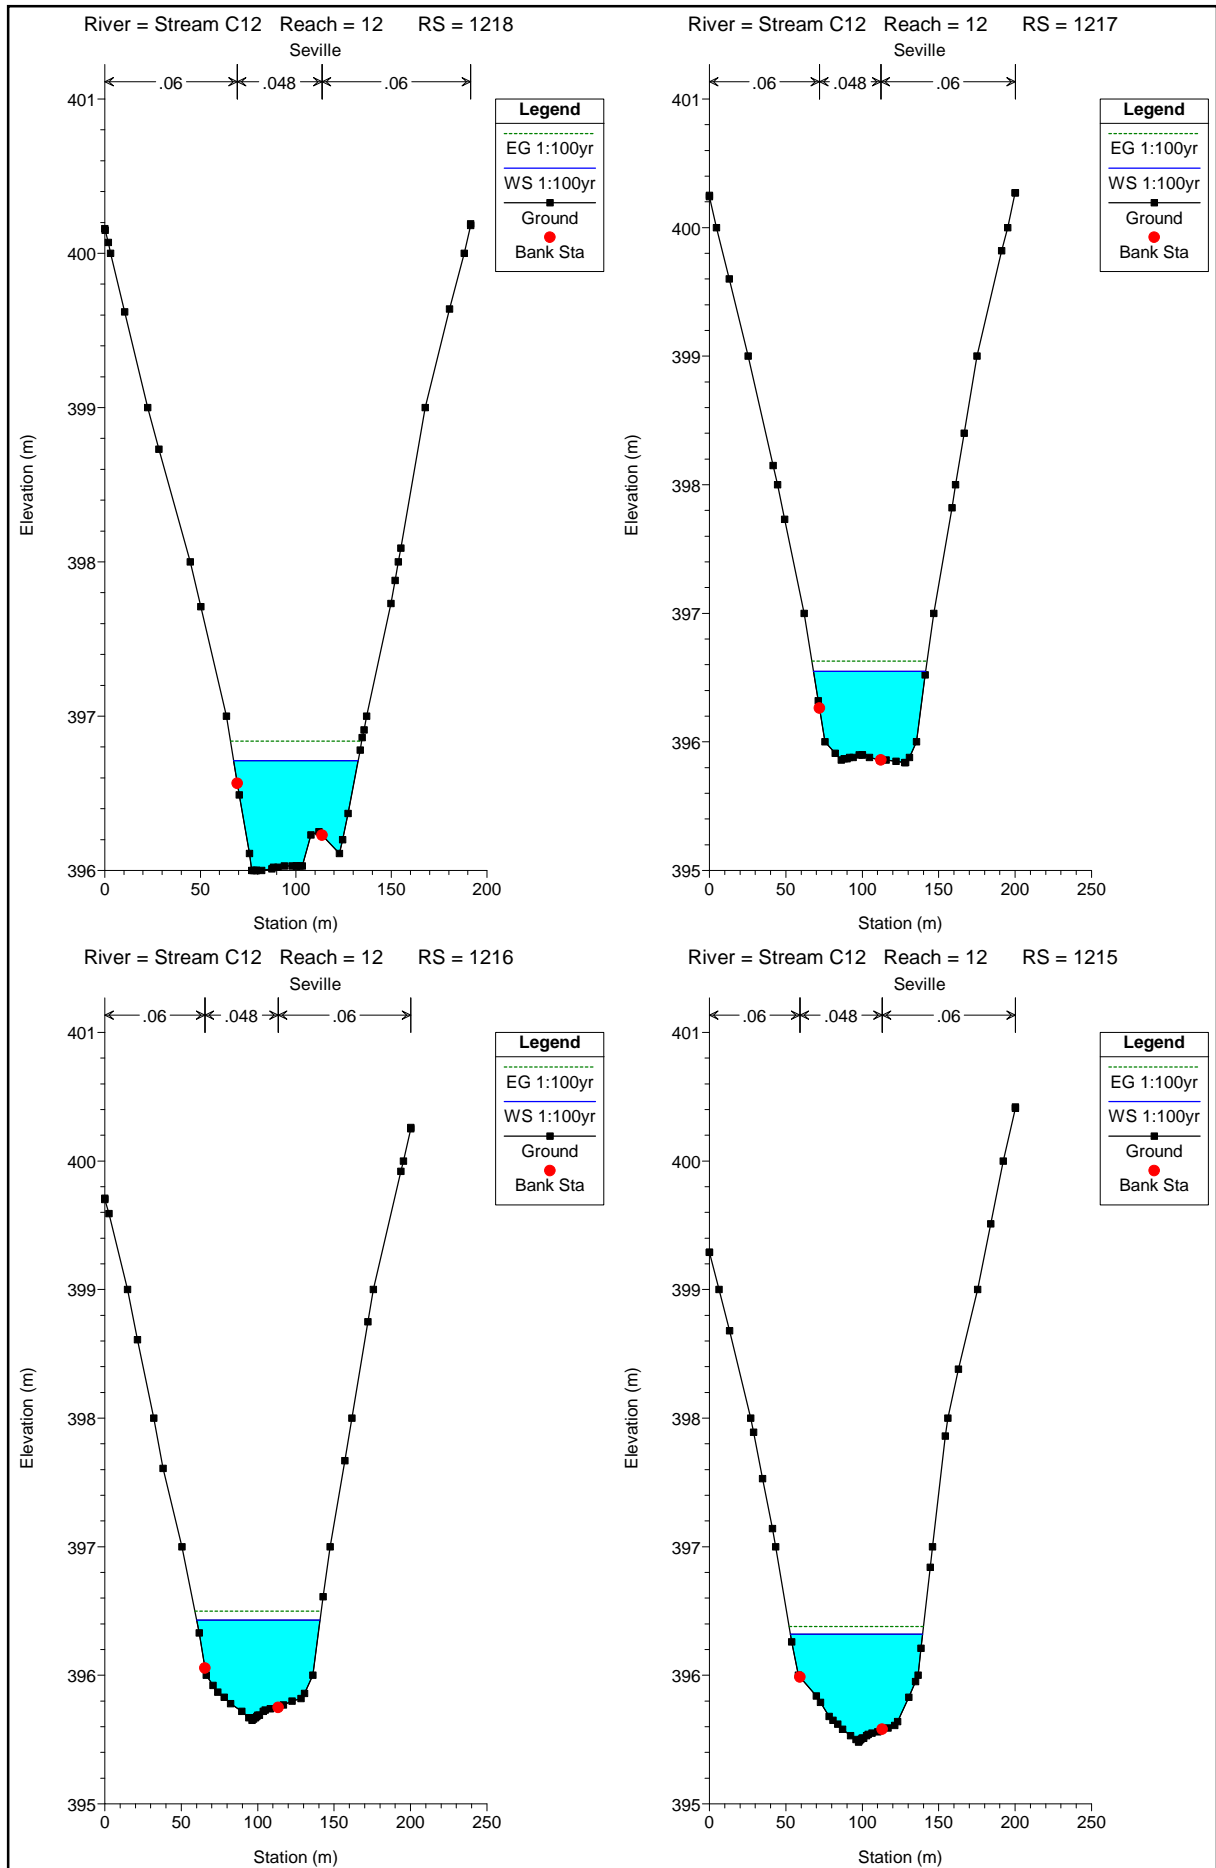 River = Stream C12 Reach = 12 RS = 1218
Seville
.06 .048 .06
401
400
399
398
397
396
0 50 100 150 200
Elevation (m)
Station (m)
Legend
EG 1:100yr
WS 1:100yr
Ground
Bank Sta
River = Stream C12 Reach = 12 RS = 1217
Seville
.06 .048 .06
401
400
399
398
397
396
395
0 50 100 150 200 250
Elevation (m)
Station (m)
Legend
EG 1:100yr
WS 1:100yr
Ground
Bank Sta
River = Stream C12 Reach = 12 RS = 1216
Seville
.06 .048 .06
401
400
399
398
397
396
395
0 50 100 150 200 250
Elevation (m)
Station (m)
Legend
EG 1:100yr
WS 1:100yr
Ground
Bank Sta
River = Stream C12 Reach = 12 RS = 1215
Seville
.06 .048 .06
401
400
399
398
397
396
395
0 50 100 150 200 250
Elevation (m)
Station (m)
Legend
EG 1:100yr
WS 1:100yr
Ground
Bank Sta